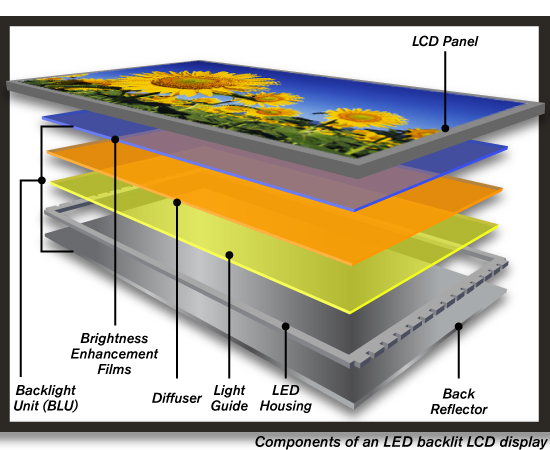 LCD Panel
Brightness
Enhancement
Films
Backlight
Unit (BLU)
Diffuser
Light
Guide
LED
Housing
Back
Reflector
Components of an LED backlit LCD display